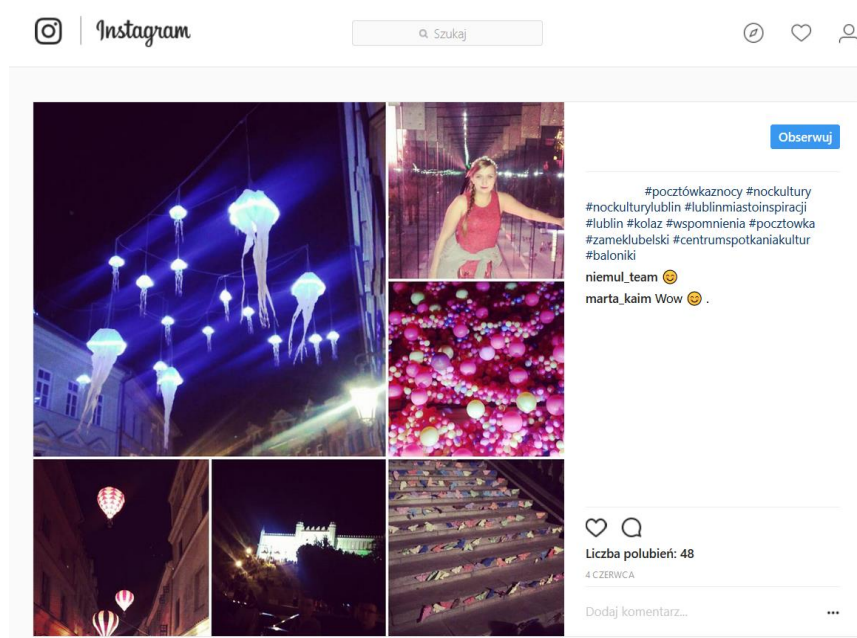 Instagram
Szukaj
Obserwuj
#pocztówkaznocy #nockultury
#nockulturylublin #lublinmiastoinspiracji
#lublin #kolaz #wspomnienia #pocztowka
#zameklubelski #centrumspotkaniakultur
#baloniki
niemul_team 😊
marta_kaim Wow 😊 .
Liczba polubień: 48
4 CZERWCA
Dodaj komentarz...